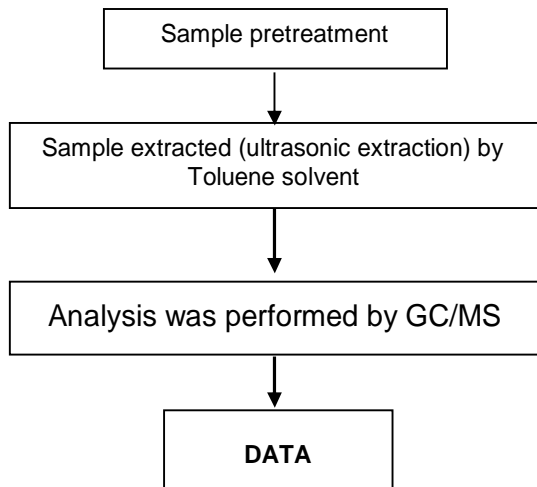 Sample pretreatment
Sample extracted (ultrasonic extraction) by
Toluene solvent
Analysis was performed by GC/MS
DATA